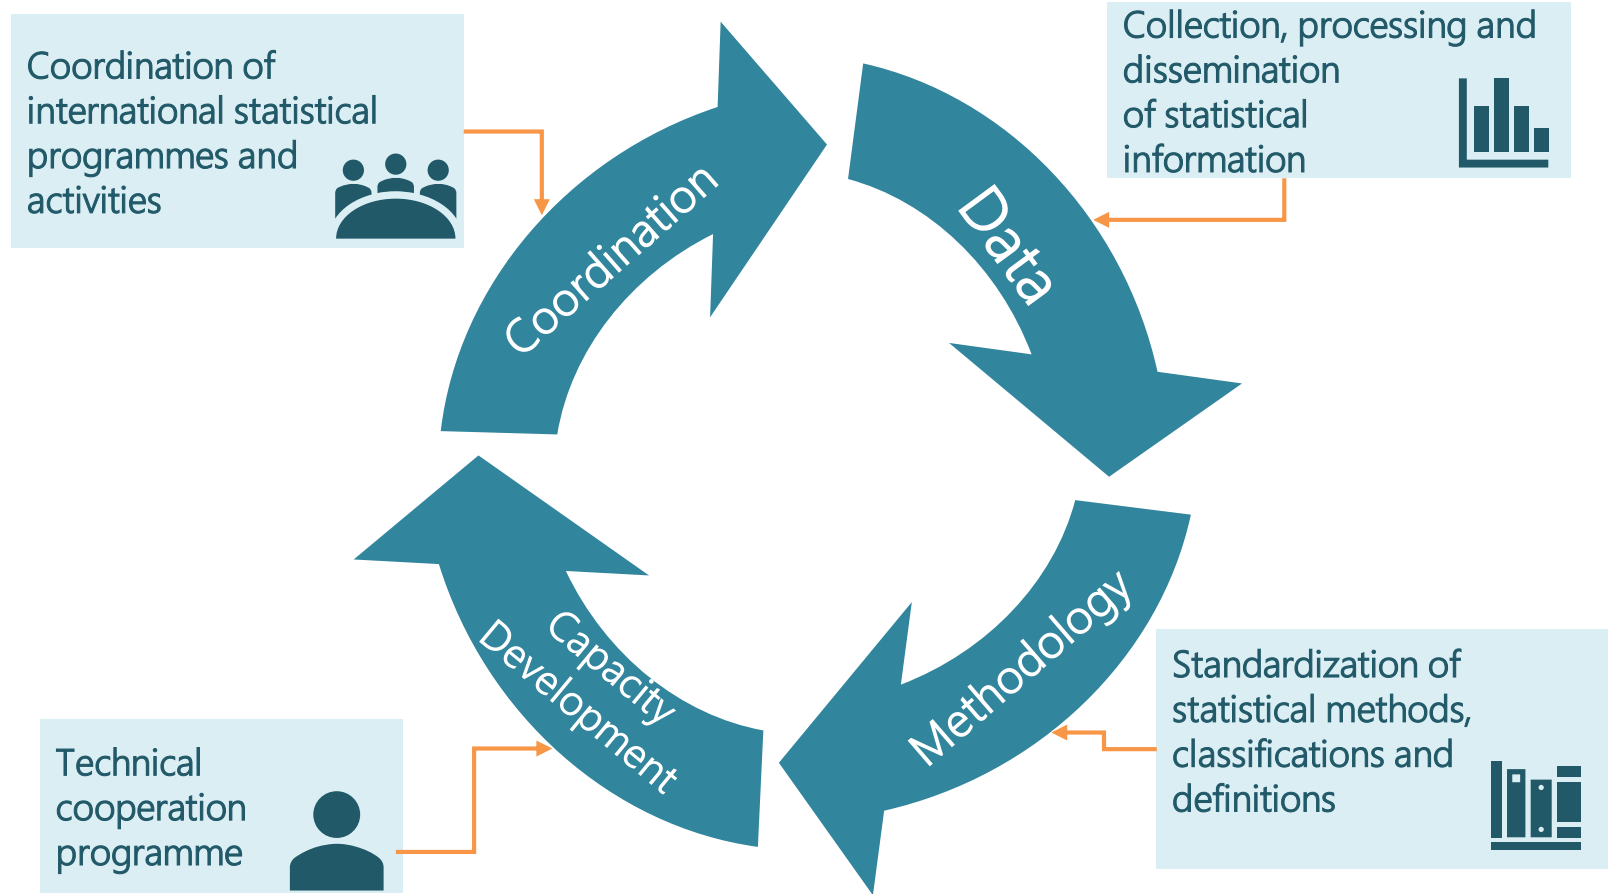 Coordination of
international statistical
programmes and
activities
Collection, processing and
dissemination
of statistical
information
Coordination
Data
Methodology
Capacity
Development
Standardization of
statistical methods,
classifications and
definitions
Technical
cooperation
programme